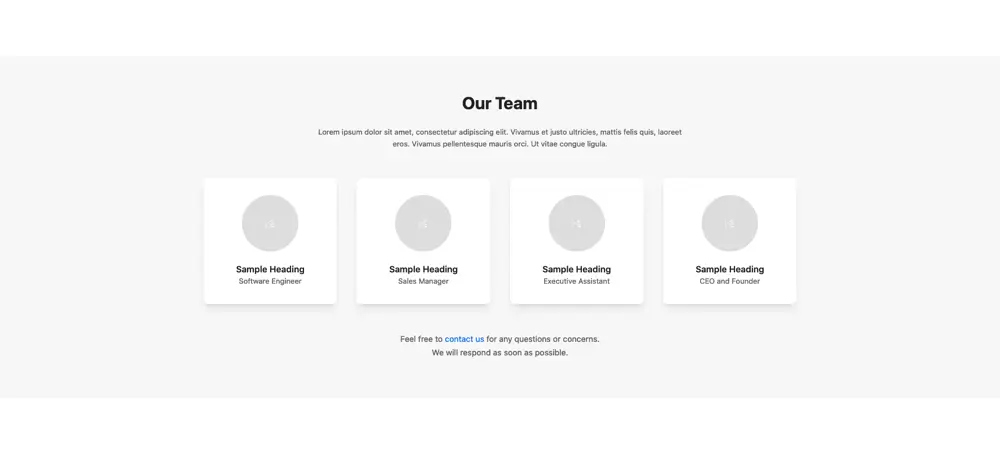 Our Team
Lorem ipsum dolor sit amet, consectetur adipiscing elit. Vivamus et justo ultricies, mattis felis quis, laoreet
eros. Vivamus pellentesque mauris orci. Ut vitae congue ligula.
Sample Heading
Software Engineer
Sample Heading
Sales Manager
Sample Heading
Executive Assistant
Sample Heading
CEO and Founder
Feel free to contact us for any questions or concerns.
We will respond as soon as possible.